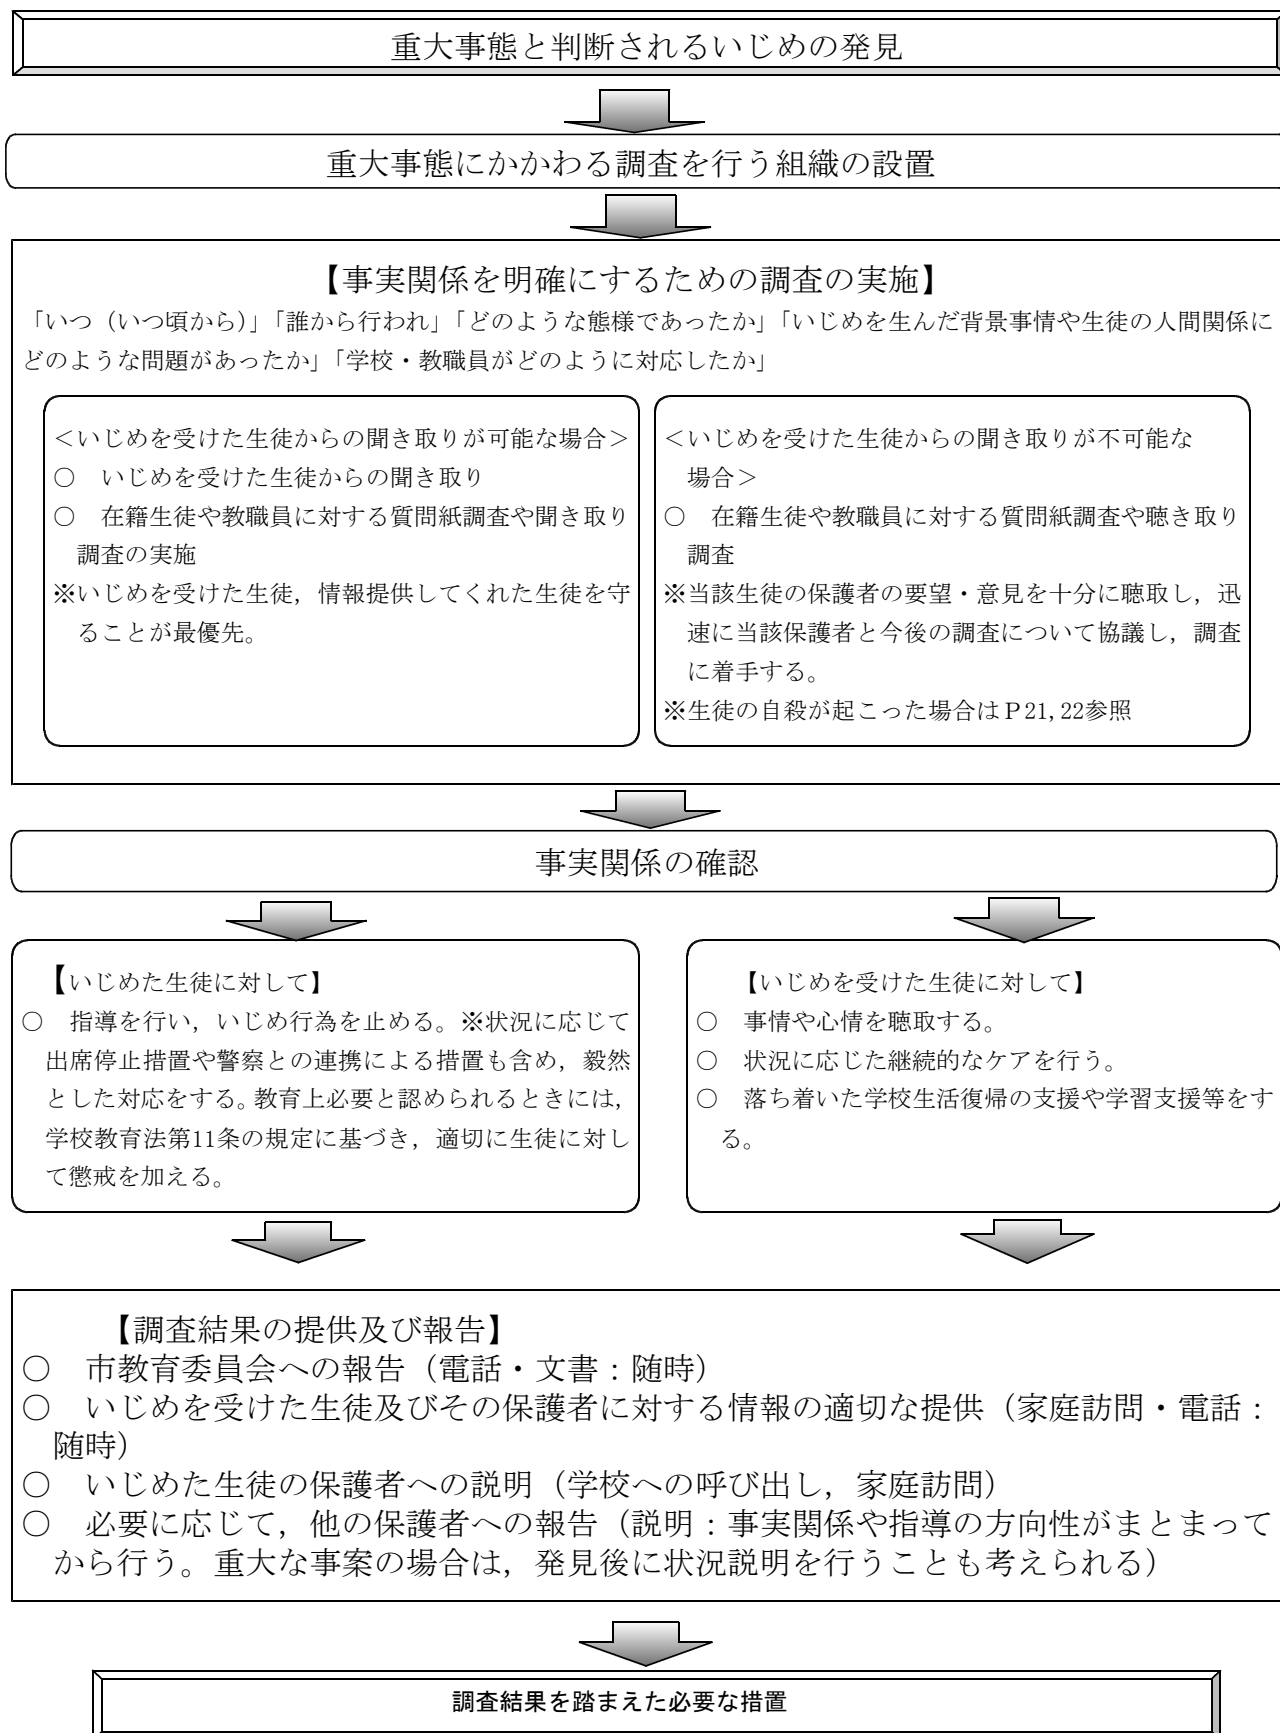 重大事態と判断されるいじめの発見
重大事態にかかわる調査を行う組織の設置
【事実関係を明確にするための調査の実施】
「いつ（いつ頃から）」「誰から行われ」「どのような態様であったか」「いじめを生んだ背景事情や生徒の人間関係に
どのような問題があったか」「学校・教職員がどのように対応したか」
＜いじめを受けた生徒からの聞き取りが可能な場合＞
○　いじめを受けた生徒からの聞き取り
○　在籍生徒や教職員に対する質問紙調査や聞き取り
調査の実施
※いじめを受けた生徒，情報提供してくれた生徒を守
ることが最優先。
＜いじめを受けた生徒からの聞き取りが不可能な
場合＞
○　在籍生徒や教職員に対する質問紙調査や聴き取り
調査
※当該生徒の保護者の要望・意見を十分に聴取し，迅
速に当該保護者と今後の調査について協議し，調査
に着手する。
※生徒の自殺が起こった場合はＰ21,22参照
事実関係の確認
【いじめた生徒に対して】
○　指導を行い，いじめ行為を止める。※状況に応じて
出席停止措置や警察との連携による措置も含め，毅然
とした対応をする。教育上必要と認められるときには，
学校教育法第11条の規定に基づき，適切に生徒に対し
て懲戒を加える。
【いじめを受けた生徒に対して】
○　事情や心情を聴取する。
○　状況に応じた継続的なケアを行う。
○　落ち着いた学校生活復帰の支援や学習支援等をす
る。
【調査結果の提供及び報告】
○　市教育委員会への報告（電話・文書：随時）
○　いじめを受けた生徒及びその保護者に対する情報の適切な提供（家庭訪問・電話：
随時）
○　いじめた生徒の保護者への説明（学校への呼び出し，家庭訪問）
○　必要に応じて，他の保護者への報告（説明：事実関係や指導の方向性がまとまって
から行う。重大な事案の場合は，発見後に状況説明を行うことも考えられる）
調査結果を踏まえた必要な措置